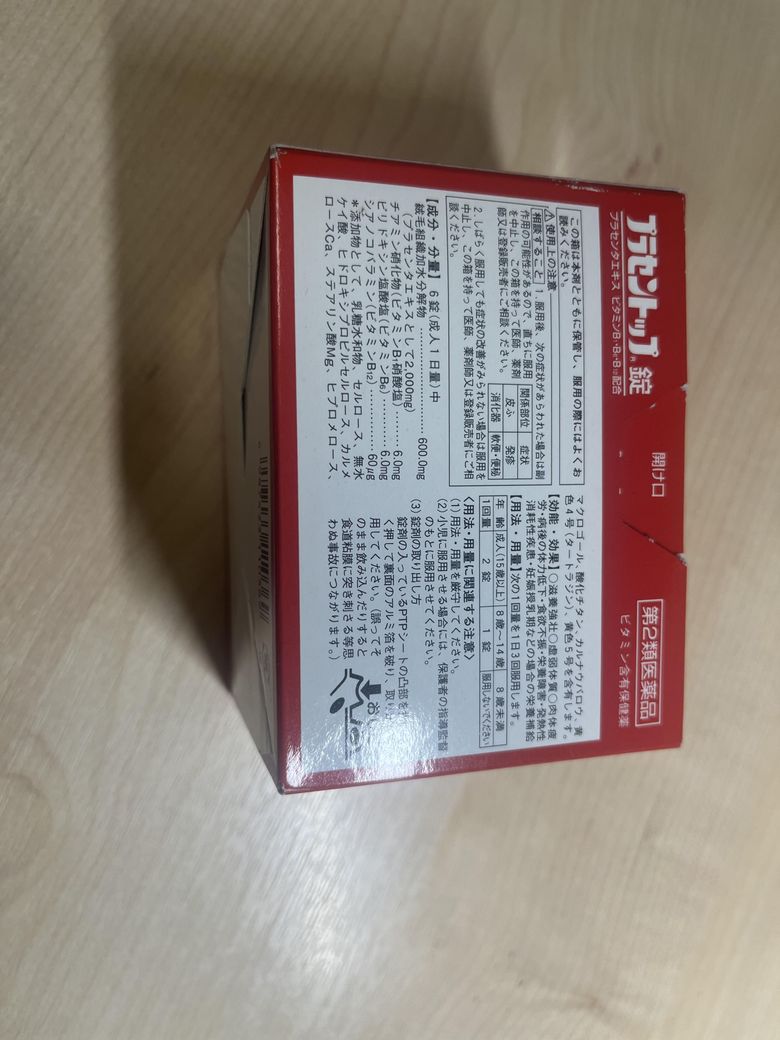 プラセントップ®錠
プラセンタエキス ビタミンB₁・B₆・B₁₂配合
開け口
第2類医薬品
ビタミン含有保健薬
この箱は本剤とともに保管し、服用の際にはよくお
読みください。
⚠使用上の注意
相談すること 1. 服用後、次の症状があらわれた場合は副
作用の可能性があるので、直ちに服用
を中止し、この箱を持って医師、薬剤
師又は登録販売者にご相談ください。
関係部位 症状
皮ふ 発疹
消化器 軟便・便秘
2. しばらく服用しても症状の改善がみられない場合は服用を
中止し、この箱を持って医師、薬剤師又は登録販売者にご相
談ください。
【成分・分量】6錠(成人1日量)中
絨毛組織加水分解物…………600.0mg
(プラセンタエキスとして2,000mg)
チアミン硝化物(ビタミンB₁硝酸塩)……6.0mg
ピリドキシン塩酸塩(ビタミンB₆)………6.0mg
シアノコバラミン(ビタミンB₁₂)…………60μg
*添加物として、乳糖水和物、セルロース、無水
ケイ酸、ヒドロキシプロピルセルロース、カルメ
ロースCa、ステアリン酸Mg、ヒプロメロース、
マクロゴール、酸化チタン、カルナウバロウ、黄
色4号(タートラジン)、黄色5号を含有します。
【効能・効果】○滋養強壮○虚弱体質○肉体疲
労・病後の体力低下・食欲不振・栄養障害・発熱性
消耗性疾患・妊娠授乳期などの場合の栄養補給
【用法・用量】次の1回量を1日3回服用します。
年齢 成人(15歳以上) 8歳~14歳 8歳未満
1回量 2錠 1錠 服用しないでください
〈用法・用量に関連する注意〉
(1)用法・用量を厳守してください。
(2)小児に服用させる場合には、保護者の指導監督
のもとに服用させてください。
(3)錠剤の取り出し方
錠剤の入っているPTPシートの凸部を
く押して裏面のアルミ箔を破り、取り
用してください。(誤ってそ
のまま飲み込んだりすると
食道粘膜に突き刺さる等思
わぬ事故につながります。)